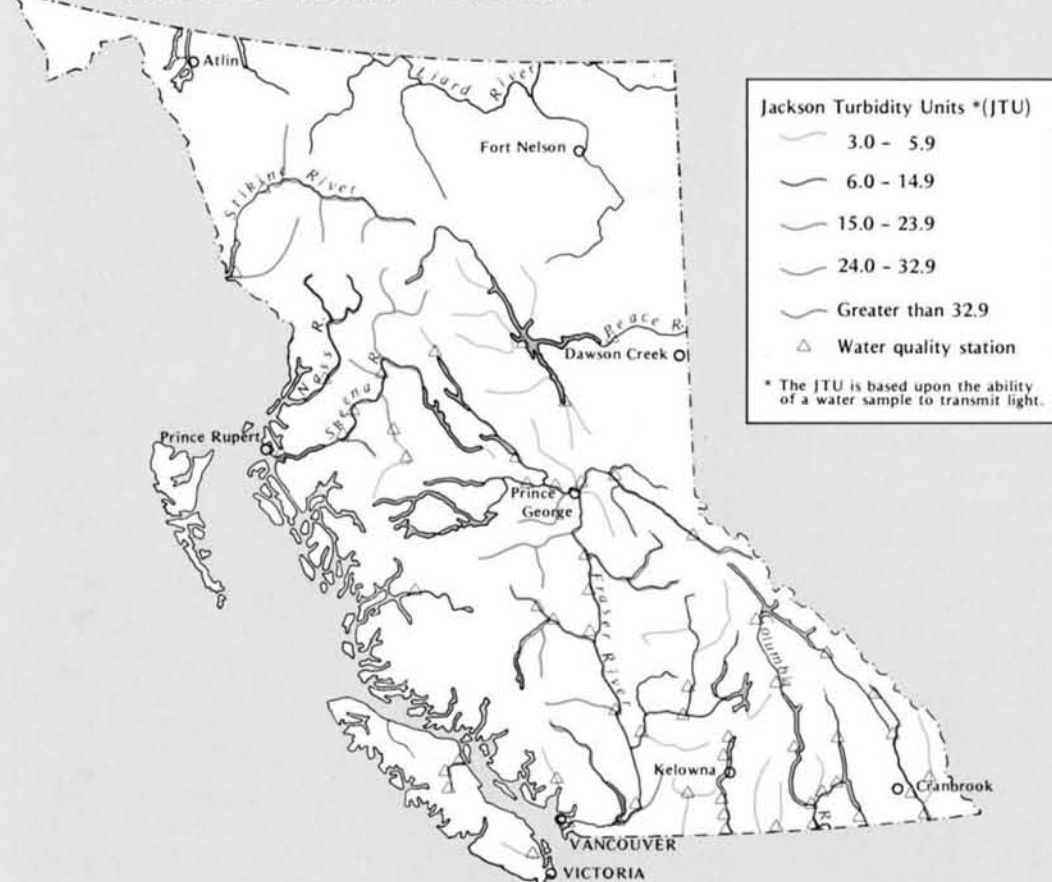 Atlin
Liard River
Fort Nelson
Stikine River
Nass R.
Skeena R.
Peace R.
Dawson Creek
Prince Rupert
Prince
George
Fraser River
Columbia
R.
Kelowna
Cranbrook
VANCOUVER
VICTORIA
Jackson Turbidity Units *(JTU)
3.0 - 5.9
6.0 - 14.9
15.0 - 23.9
24.0 - 32.9
Greater than 32.9
Water quality station
* The JTU is based upon the ability
of a water sample to transmit light.